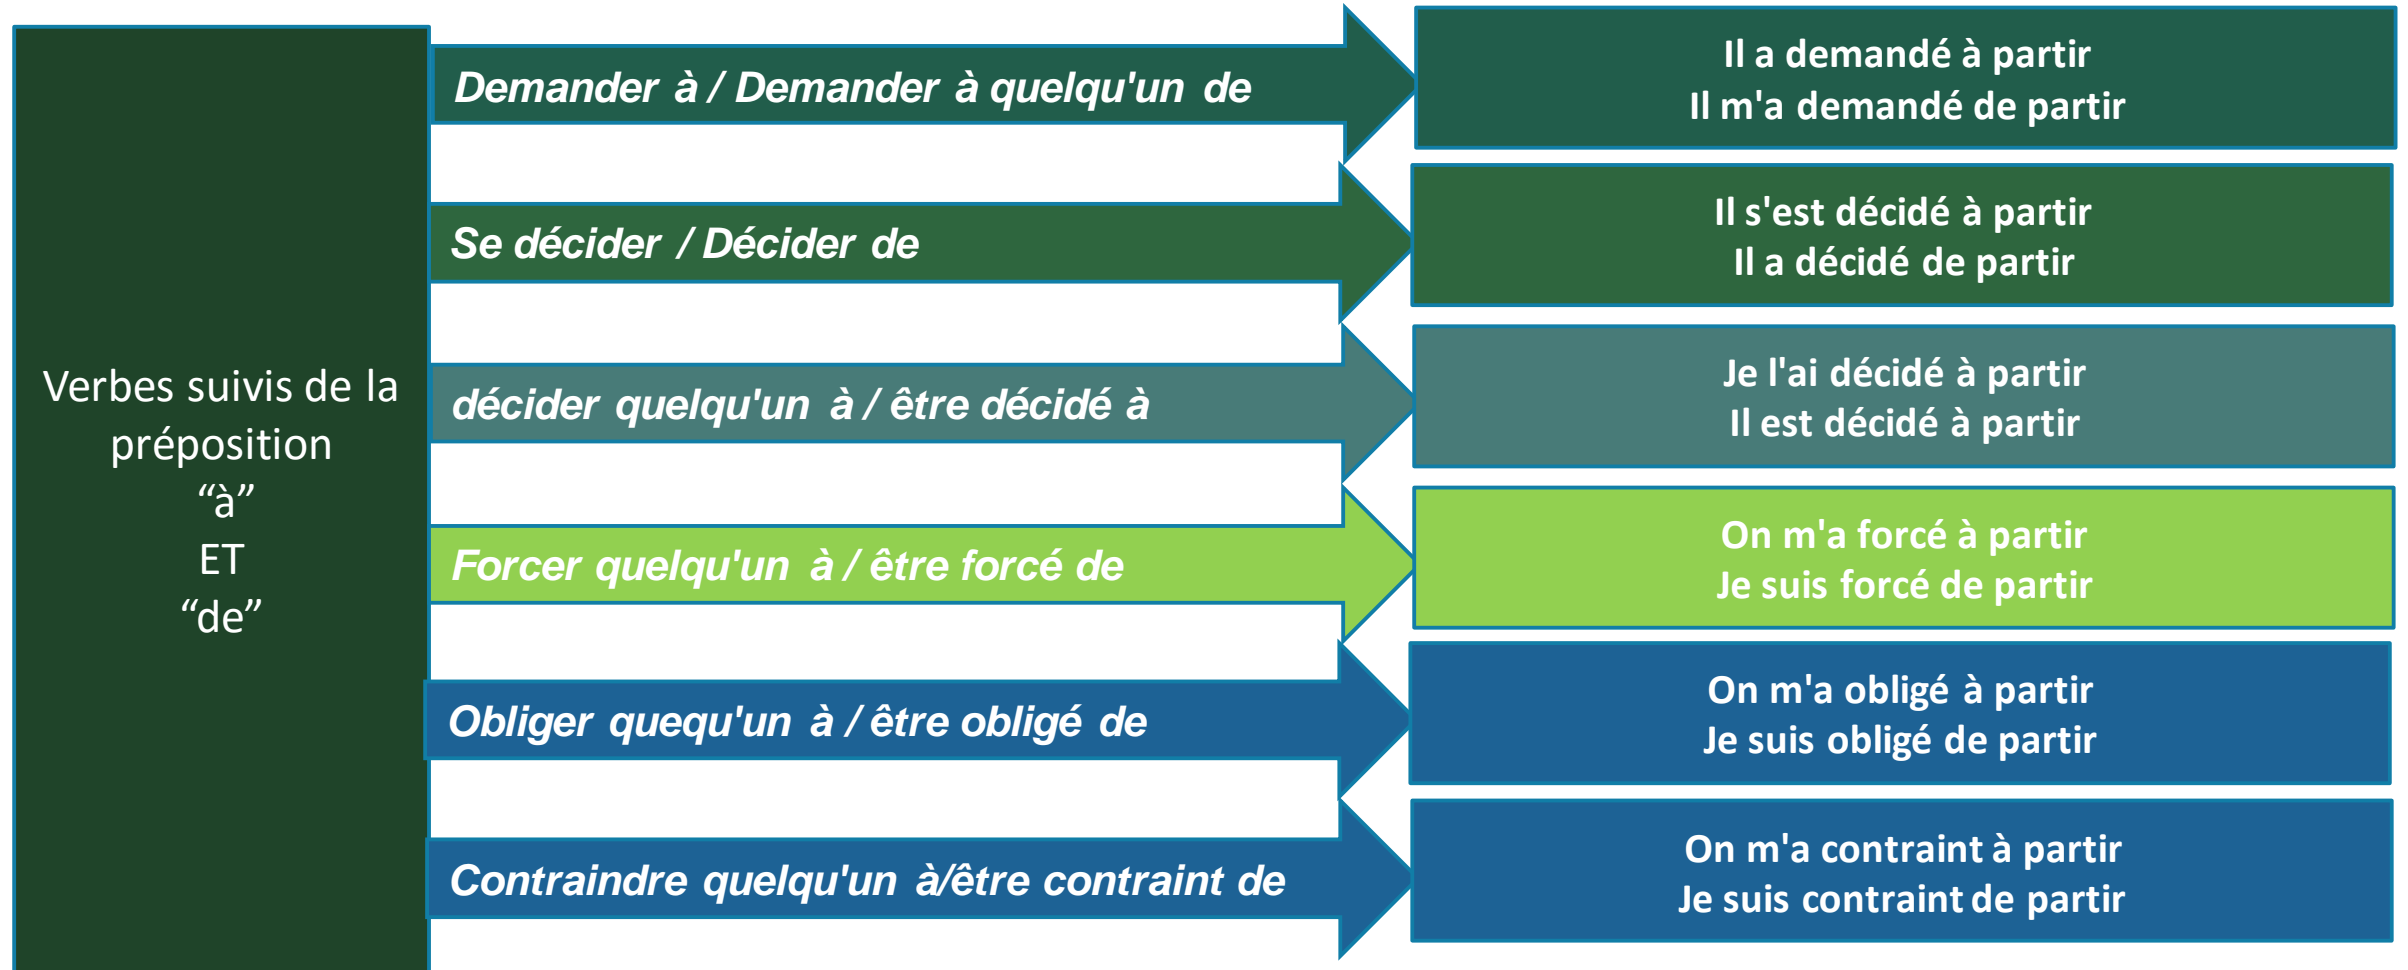 Verbes suivis de la
préposition
“à”
ET
“de”
Demander à / Demander à quelqu'un de
Il a demandé à partir
Il m'a demandé de partir
Se décider / Décider de
Il s'est décidé à partir
Il a décidé de partir
décider quelqu'un à / être décidé à
Je l'ai décidé à partir
Il est décidé à partir
Forcer quelqu'un à / être forcé de
On m'a forcé à partir
Je suis forcé de partir
Obliger quequ'un à / être obligé de
On m'a obligé à partir
Je suis obligé de partir
Contraindre quelqu'un à/être contraint de
On m'a contraint à partir
Je suis contraint de partir